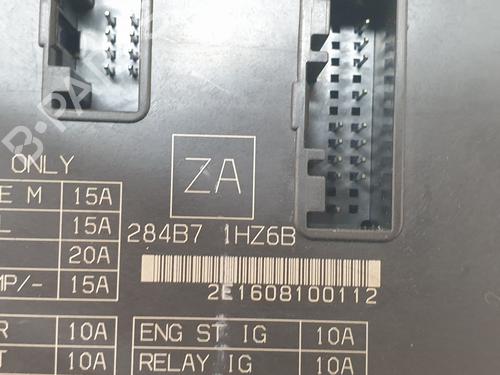 ONLY
ZA
E M 15A
L 15A
20A
MP/- 15A
284B7 1HZ6B
2E1608100112
R 10A
T 10A
ENG ST IG 10A
RELAY IG 10A